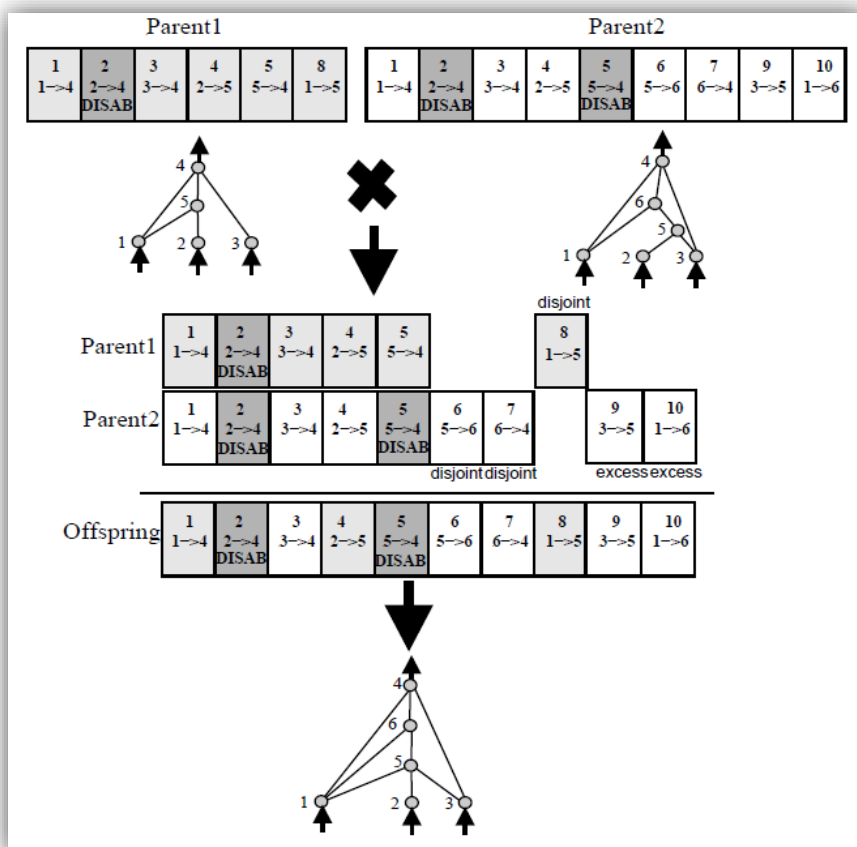 Parent1 Parent2
1 2 3 4 5 8 1 2 3 4 5 6 7 9 10
1->4 2->4 3->4 2->5 5->4 1->5 1->4 2->4 3->4 2->5 5->4 5->6 6->4 3->5 1->6
DISAB DISAB DISAB
4 4
5 6
5
1 2 3 1 2 3
disjoint
Parent1 1 2 3 4 5 8
1->4 2->4 3->4 2->5 5->4 1->5
DISAB
Parent2 1 2 3 4 5 6 7 9 10
1->4 2->4 3->4 2->5 5->4 5->6 6->4 3->5 1->6
DISAB DISAB
disjoint disjoint excess excess
Offspring 1 2 3 4 5 6 7 8 9 10
1->4 2->4 3->4 2->5 5->4 5->6 6->4 1->5 3->5 1->6
DISAB DISAB
4
6
5
1 2 3